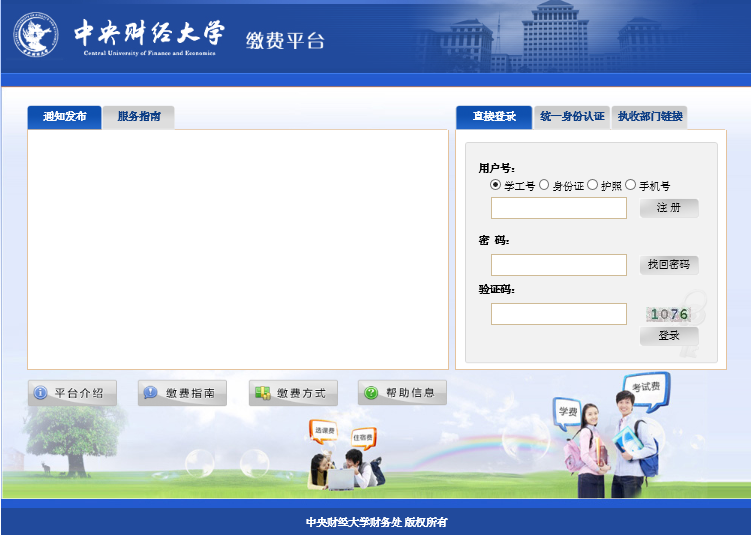 中央财经大学 缴费平台
Central University of Finance and Economics
通知发布 服务指南
直接登录 统一身份认证 执收部门链接
用户号:
学工号 身份证 护照 手机号
注 册
密 码:
找回密码
验证码:
1076
登录
平台介绍 缴费指南 缴费方式 帮助信息
选课费 住宿费
学费 考试费
中央财经大学财务处 版权所有